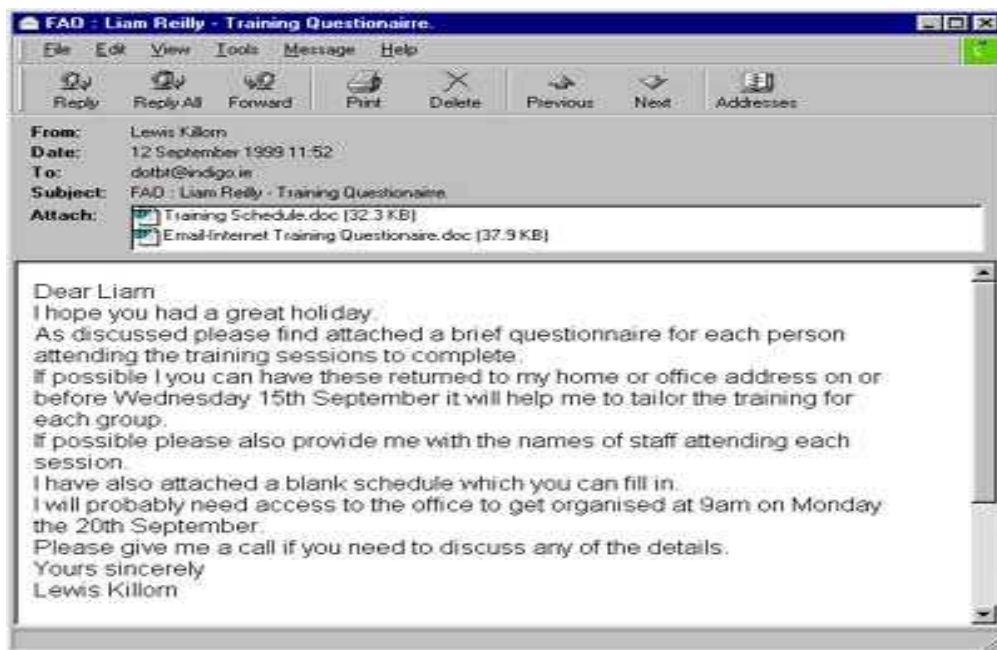 FAO : Liam Reilly - Training Questionairre.
File Edit View Tools Message Help
Reply Reply All Forward Print Delete Previous Next Addresses
From: Lewis Killorn
Date: 12 September 1999 11:52
To: dotbt@indigo.ie
Subject: FAO : Liam Reilly - Training Questionairre.
Attach: Training Schedule.doc (32.3 KB)
Email-Internet Training Questionaire.doc (37.9 KB)
Dear Liam
I hope you had a great holiday.
As discussed please find attached a brief questionnaire for each person
attending the training sessions to complete.
If possible I you can have these returned to my home or office address on or
before Wednesday 15th September it will help me to tailor the training for
each group.
If possible please also provide me with the names of staff attending each
session.
I have also attached a blank schedule which you can fill in.
I will probably need access to the office to get organised at 9am on Monday
the 20th September.
Please give me a call if you need to discuss any of the details.
Yours sincerely
Lewis Killorn